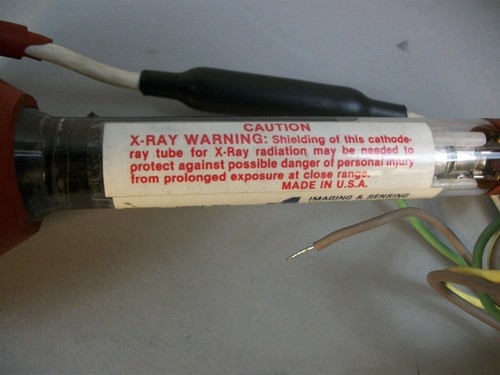 CAUTION
X-RAY WARNING: Shielding of this cathode-
ray tube for X-Ray radiation may be needed to
protect against possible danger of personal injury
from prolonged exposure at close range.
MADE IN U.S.A.
IMAGING & SENSING